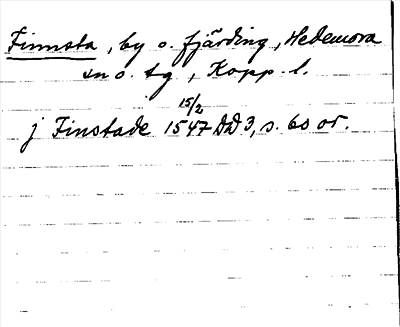 Finnsta, by o. fjärding, Hedemora
sn o. tg, Kopp. l.
15/2
j Finstade 1547 DD 3, s. 60 or.